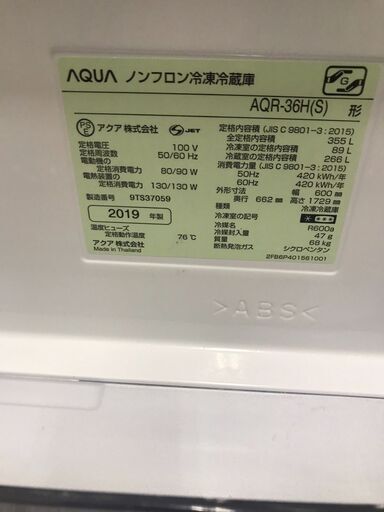 AQUA ノンフロン冷凍冷蔵庫
AQR-36H(S) 形
PS E アクア株式会社 S JET
定格電圧 100 V
定格周波数 50/60 Hz
電動機の
定格消費電力 80/90 W
電熱装置の
定格消費電力 130/130 W
製造番号 9TS37059
2019 年製
温度ヒューズ
定格動作温度 76℃
アクア株式会社
Made in Thailand
定格内容積 (JIS C 9801-3:2015)
全定格内容積 355 L
冷凍室の定格内容積 89 L
冷蔵室の定格内容積 266 L
消費電力量 (JIS C 9801-3:2015)
50Hz 420 kWh/年
60Hz 420 kWh/年
外形寸法 幅 600 ㎜
奥行 662 ㎜ 高さ 1729 ㎜
種類 冷凍冷蔵庫
冷凍室の記号
冷媒名 R600a
冷媒封入量 47 g
質量 68 kg
断熱発泡ガス シクロペンタン
2FB6P401561001
>ABS<